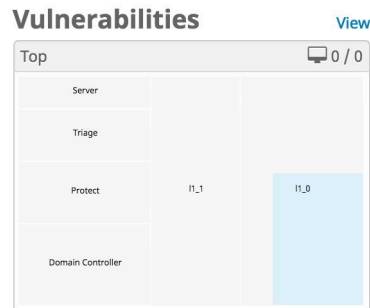 Vulnerabilities View
Top 0 / 0
Server
Triage
Protect l1_1 l1_0
Domain Controller